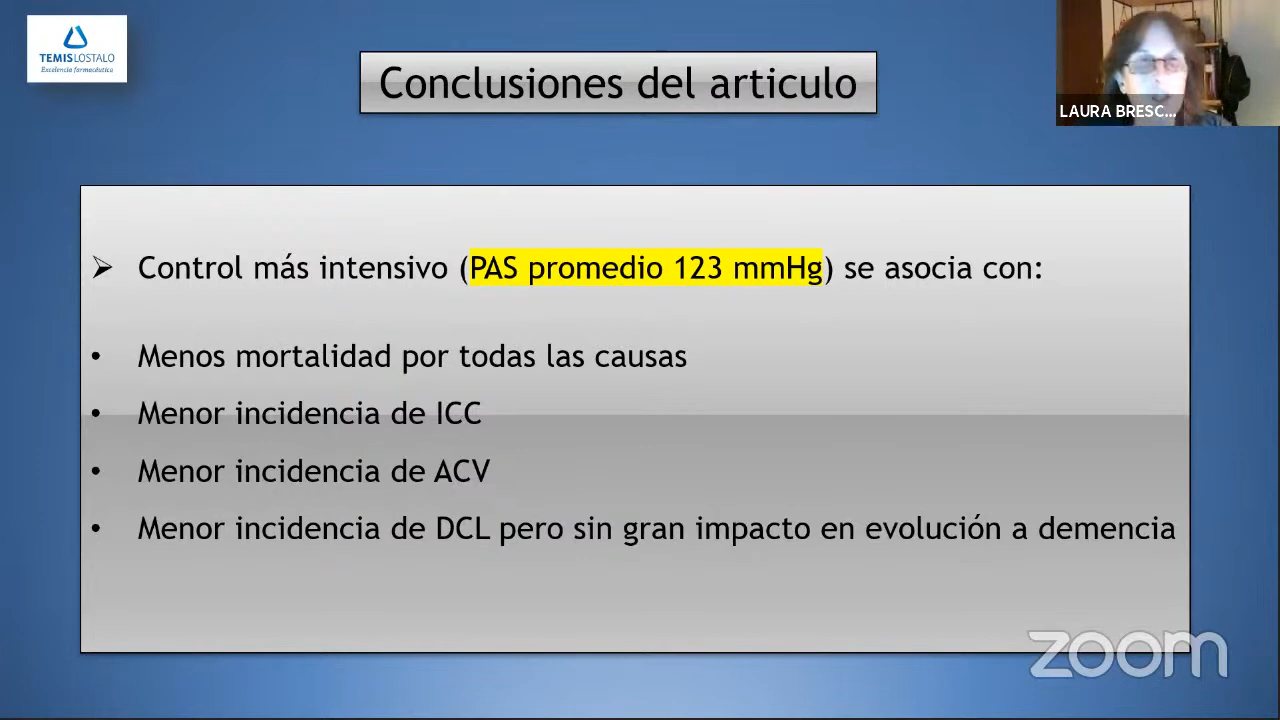 TEMISLOSTALO
Excelencia farmacéutica
Conclusiones del articulo
LAURA BRESC...
➢ Control más intensivo (PAS promedio 123 mmHg) se asocia con:
• Menos mortalidad por todas las causas
• Menor incidencia de ICC
• Menor incidencia de ACV
• Menor incidencia de DCL pero sin gran impacto en evolución a demencia
zoom